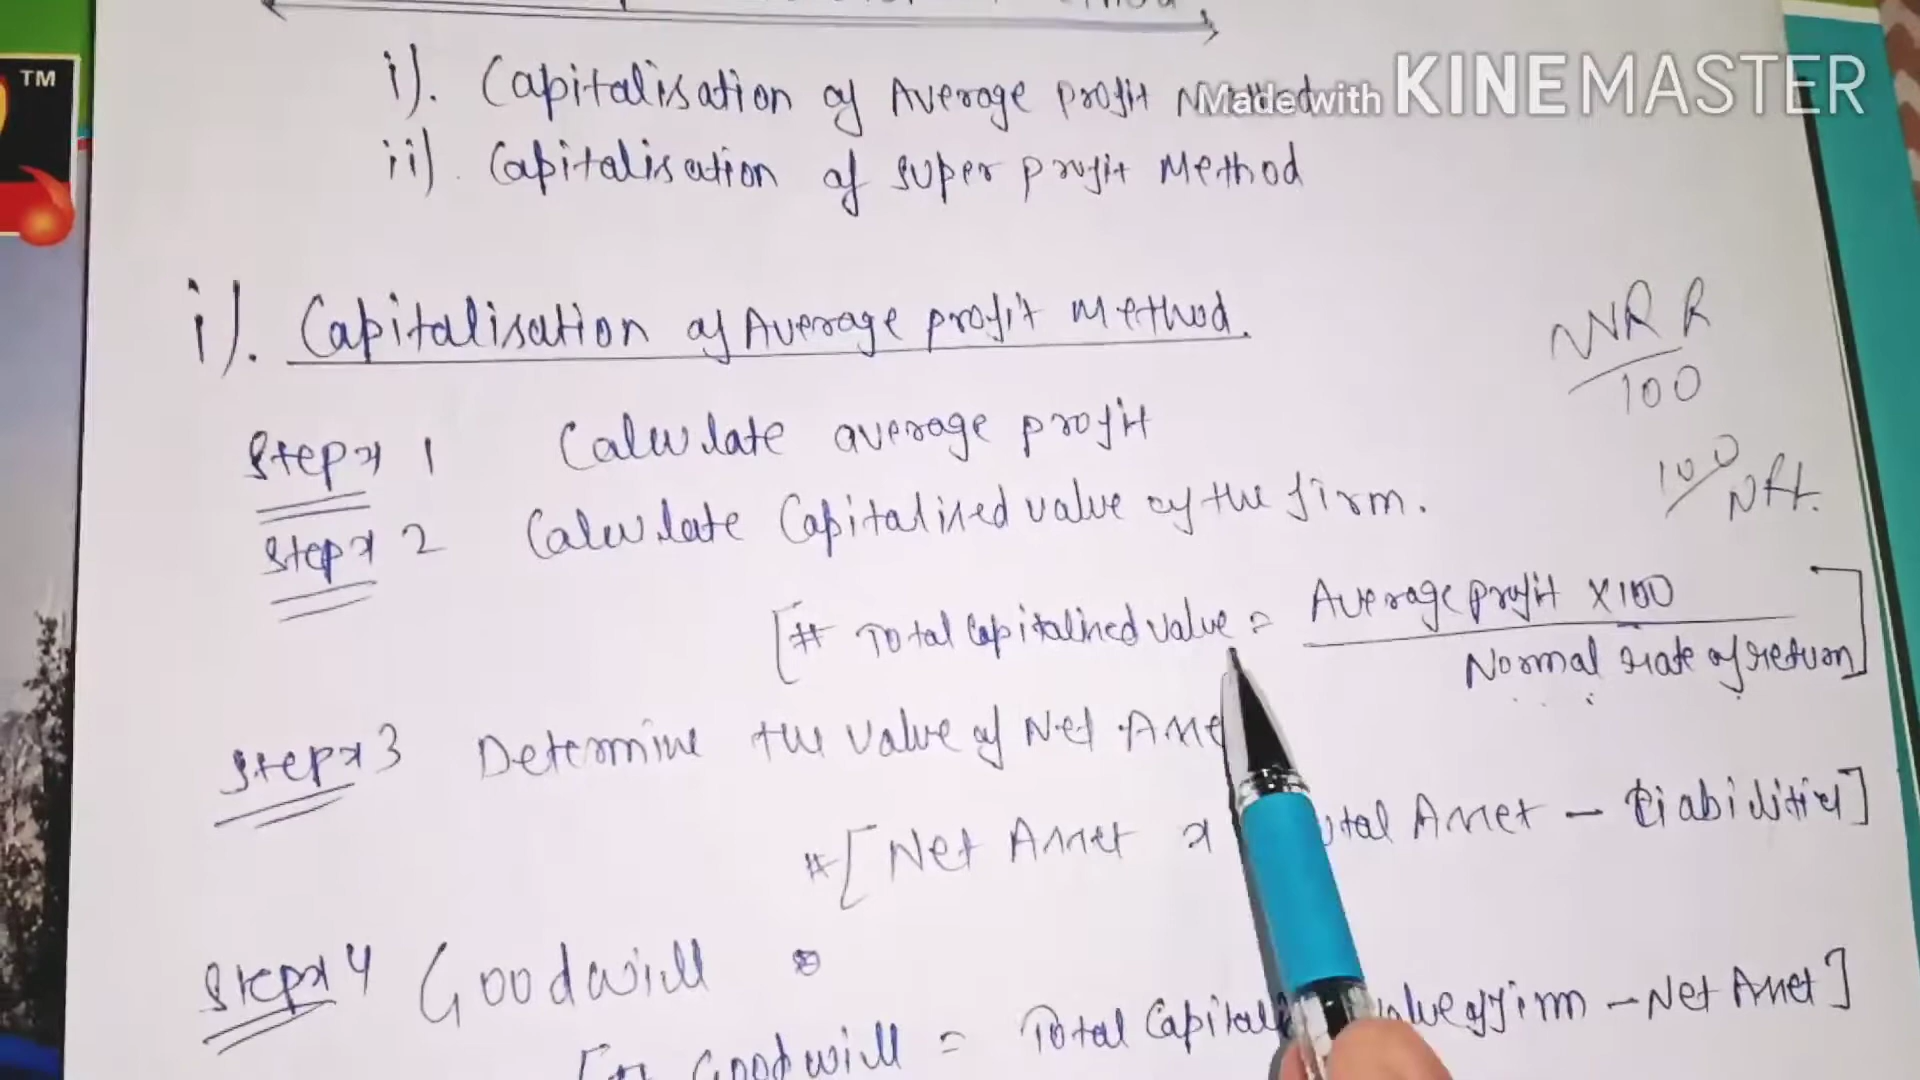 TM
Made with KINEMASTER
i). Capitalisation of Average profit Method
ii). Capitalisation of super profit Method
i). Capitalisation of Average profit Method.
NRR
100
Step 1 Calculate average profit
100
Step 2 Calculate Capitalised value of the firm.
[# Total Capitalised value = Average profit X100
Normal rate of return]
Step 3 Determine the value of Net
#[Net Asset Total Asset - Liabilities]
Step 4 Goodwill
Goodwill = Total value of firm - Net Asset]